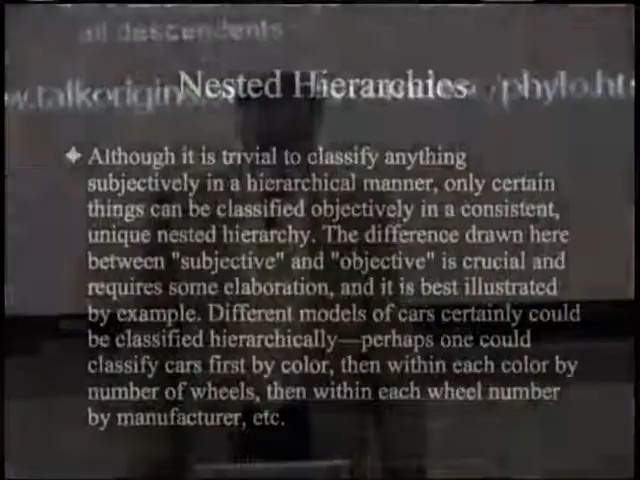 all descendents
w.talkorigin
Nested Hierarchies
/phylo.ht
Although it is trivial to classify anything
subjectively in a hierarchical manner, only certain
things can be classified objectively in a consistent,
unique nested hierarchy. The difference drawn here
between "subjective" and "objective" is crucial and
requires some elaboration, and it is best illustrated
by example. Different models of cars certainly could
be classified hierarchically—perhaps one could
classify cars first by color, then within each color by
number of wheels, then within each wheel number
by manufacturer, etc.